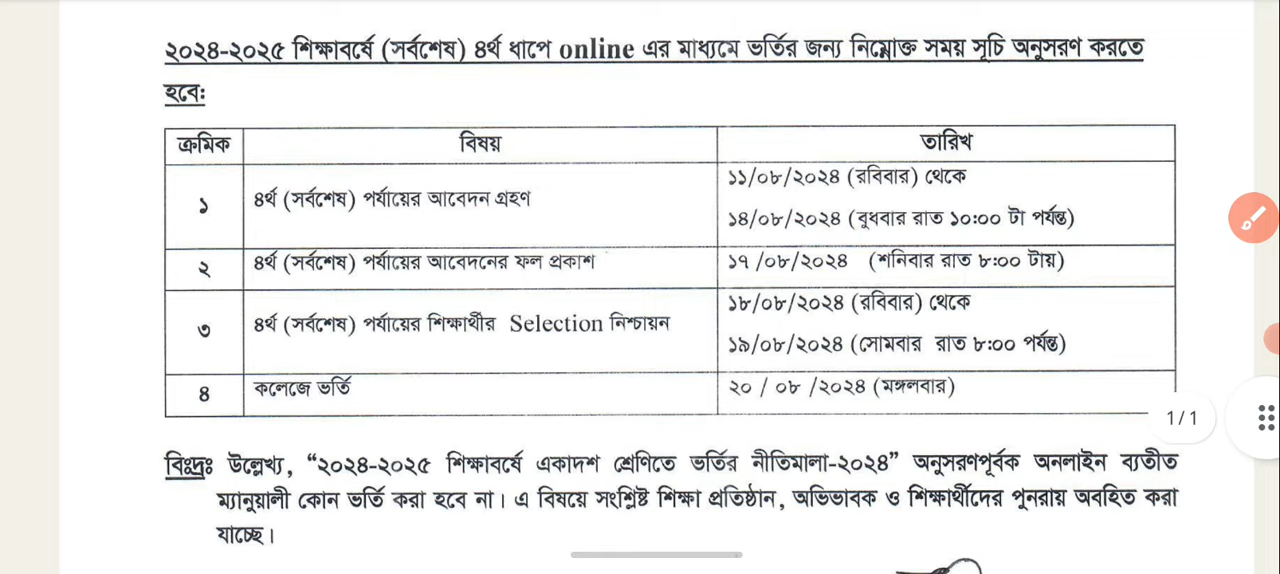 ২০২৪-২০২৫ শিক্ষাবর্ষে (সর্বশেষ) ৪র্থ ধাপে online এর মাধ্যমে ভর্তির জন্য নিম্নোক্ত সময় সূচি অনুসরণ করতে
হবেঃ
ক্রমিক বিষয় তারিখ
১ ৪র্থ (সর্বশেষ) পর্যায়ের আবেদন গ্রহণ ১১/০৮/২০২৪ (রবিবার) থেকে
১৪/০৮/২০২৪ (বুধবার রাত ১০:০০ টা পর্যন্ত)
২ ৪র্থ (সর্বশেষ) পর্যায়ের আবেদনের ফল প্রকাশ ১৭ /০৮/২০২৪ (শনিবার রাত ৮:০০ টায়)
৩ ৪র্থ (সর্বশেষ) পর্যায়ের শিক্ষার্থীর Selection নিশ্চায়ন ১৮/০৮/২০২৪ (রবিবার) থেকে
১৯/০৮/২০২৪ (সোমবার রাত ৮:০০ পর্যন্ত)
৪ কলেজে ভর্তি ২০ / ০৮ /২০২৪ (মঙ্গলবার)
1/1
বিঃদ্রঃ উল্লেখ্য, “২০২৪-২০২৫ শিক্ষাবর্ষে একাদশ শ্রেণিতে ভর্তির নীতিমালা-২০২৪” অনুসরণপূর্বক অনলাইন ব্যতীত
ম্যানুয়ালী কোন ভর্তি করা হবে না। এ বিষয়ে সংশ্লিষ্ট শিক্ষা প্রতিষ্ঠান, অভিভাবক ও শিক্ষার্থীদের পুনরায় অবহিত করা
যাচ্ছে।